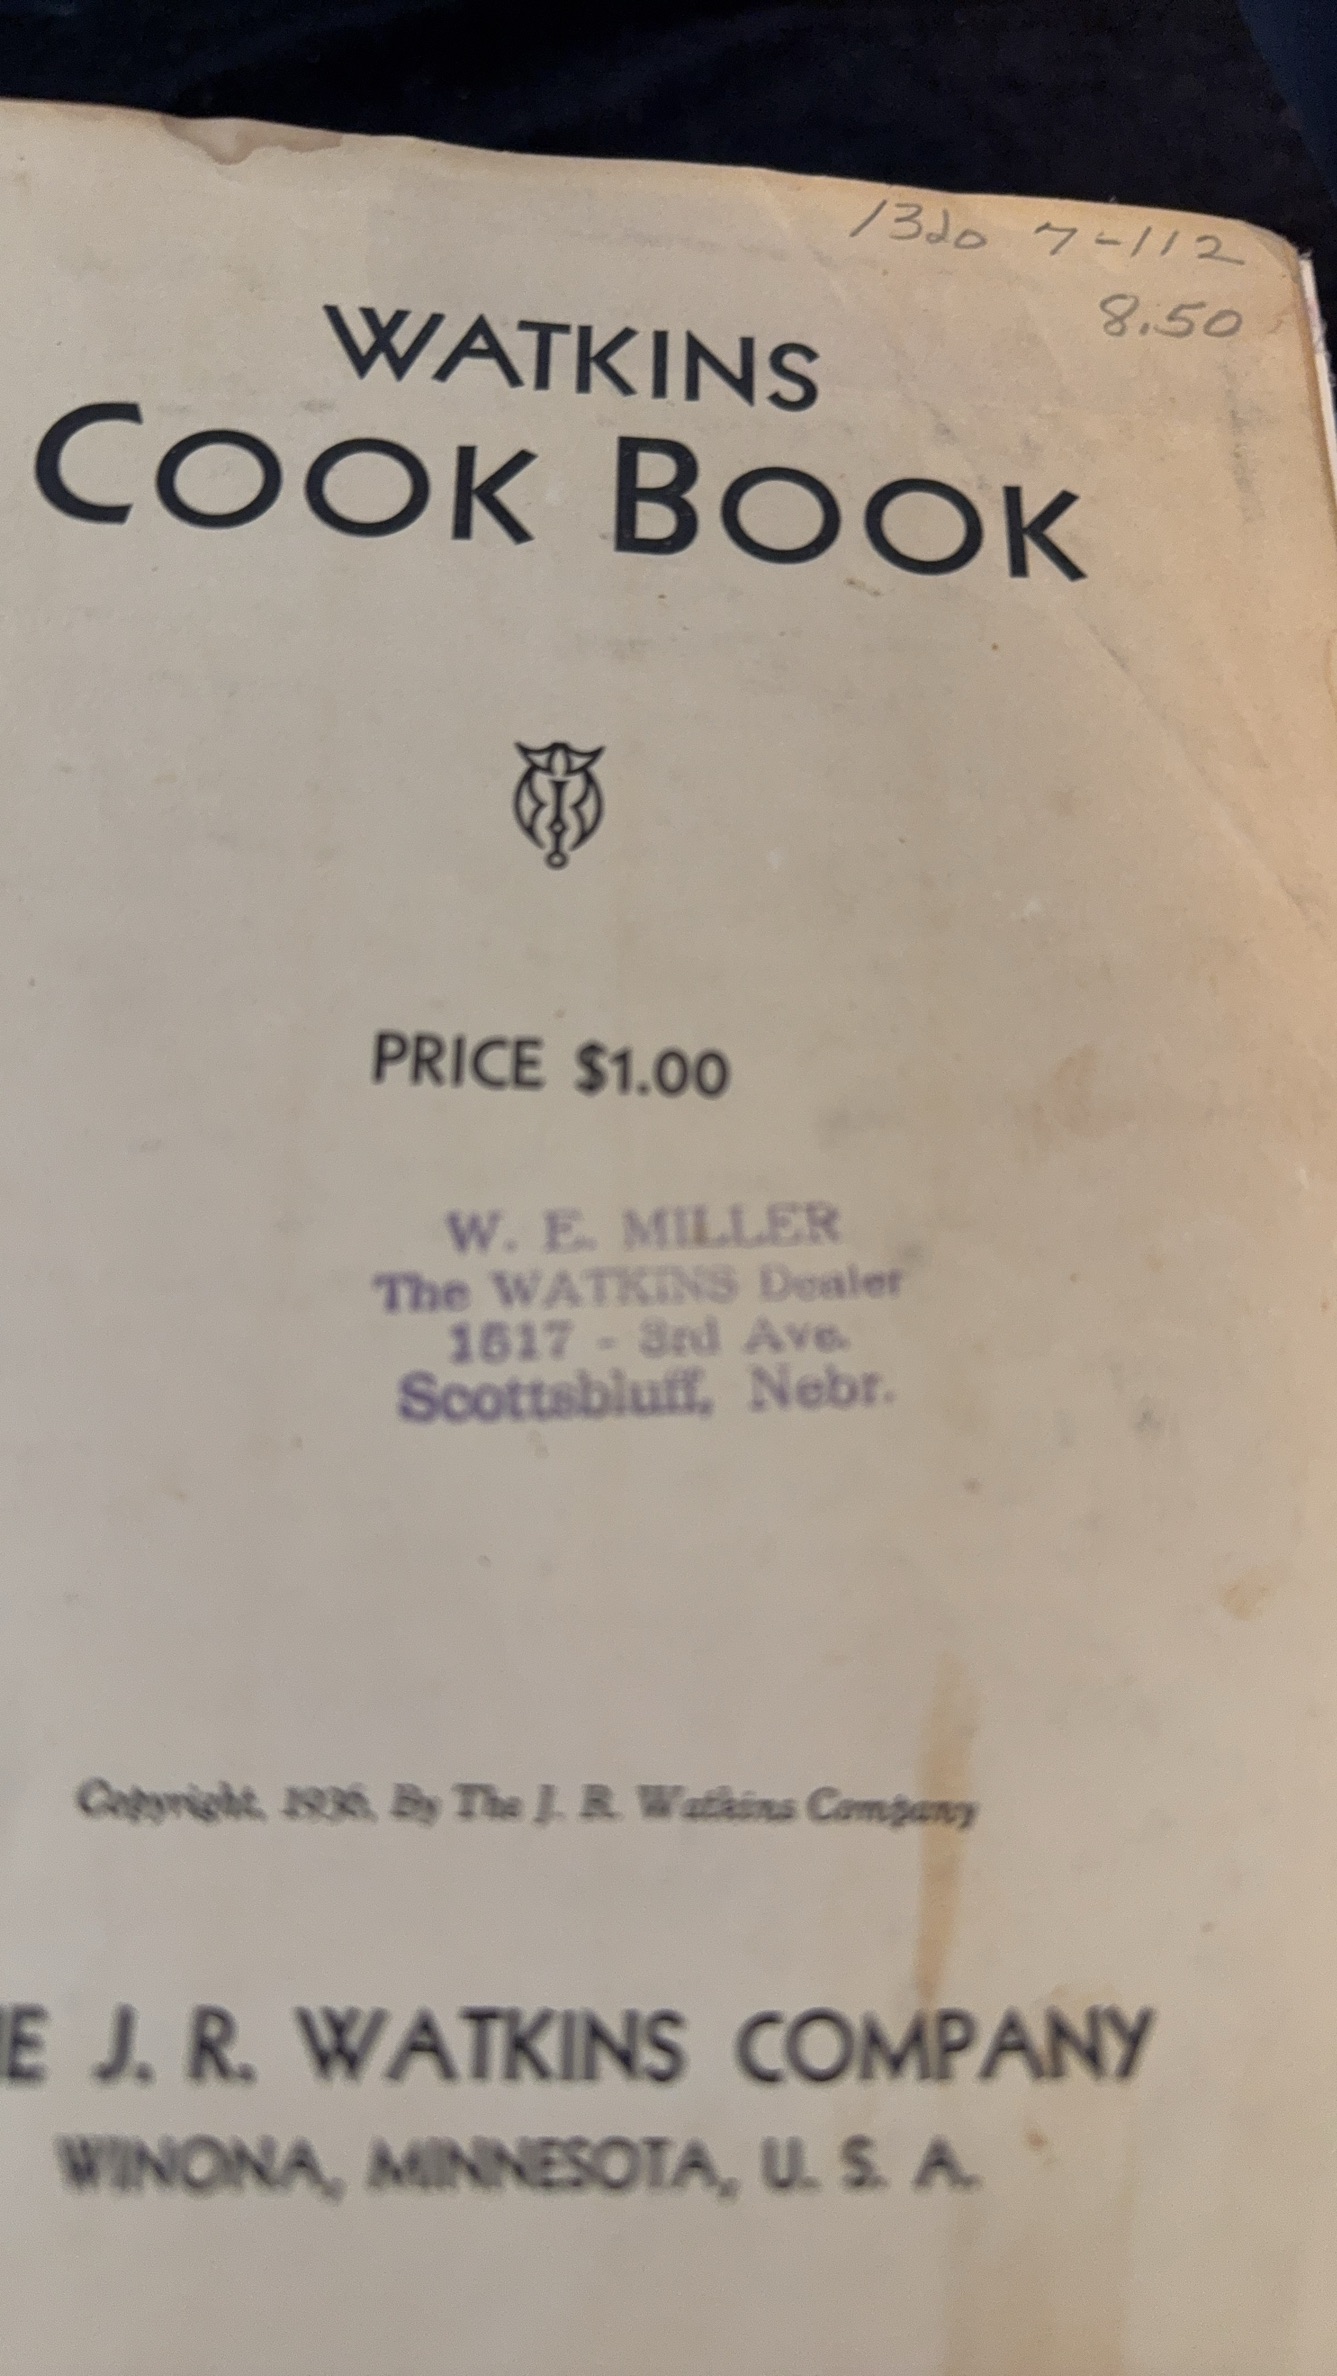 1320 7-112
8.50
WATKINS
COOK BOOK
PRICE $1.00
W. E. MILLER
The WATKINS Dealer
1517 - 3rd Ave.
Scottsbluff, Nebr.
Copyright, 1936, By The J. R. Watkins Company
E J. R. WATKINS COMPANY
WINONA, MINNESOTA, U. S. A.